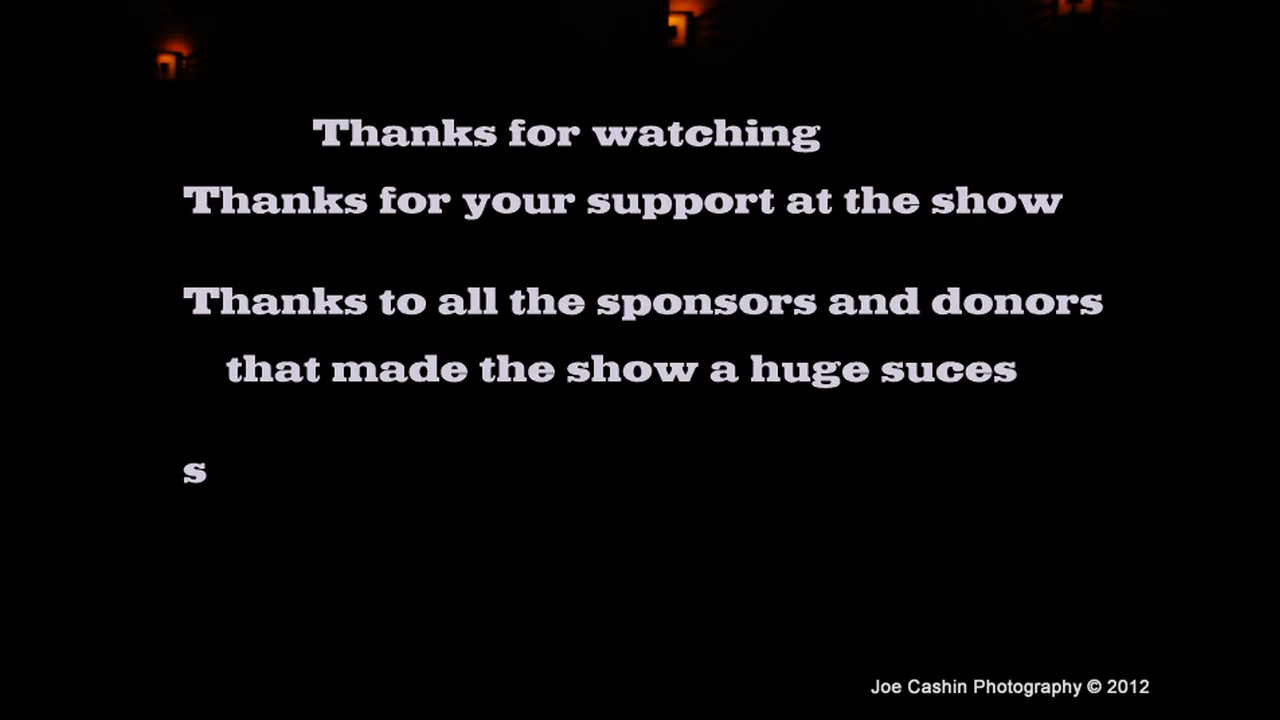 Thanks for watching
Thanks for your support at the show
Thanks to all the sponsors and donors
that made the show a huge suces
s
Joe Cashin Photography © 2012